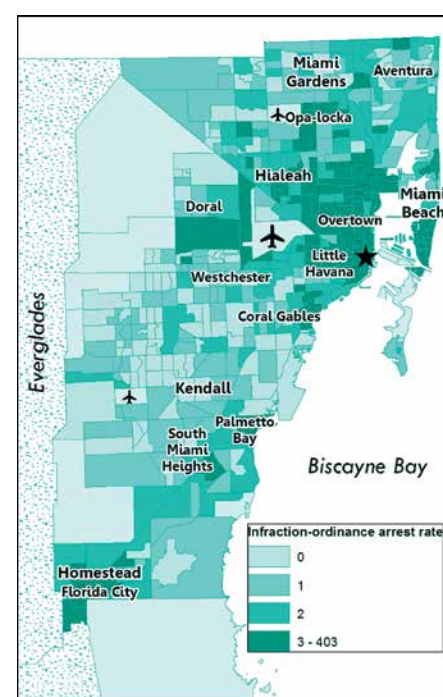 Miami
Gardens
Aventura
Opa-locka
Hialeah
Miami
Beach
Doral
Overtown
Little
Havana
Westchester
Coral Gables
Everglades
Kendall
Palmetto
Bay
South
Miami
Heights
Biscayne Bay
Homestead
Florida City
Infraction-ordinance arrest rate
0
1
2
3 - 403